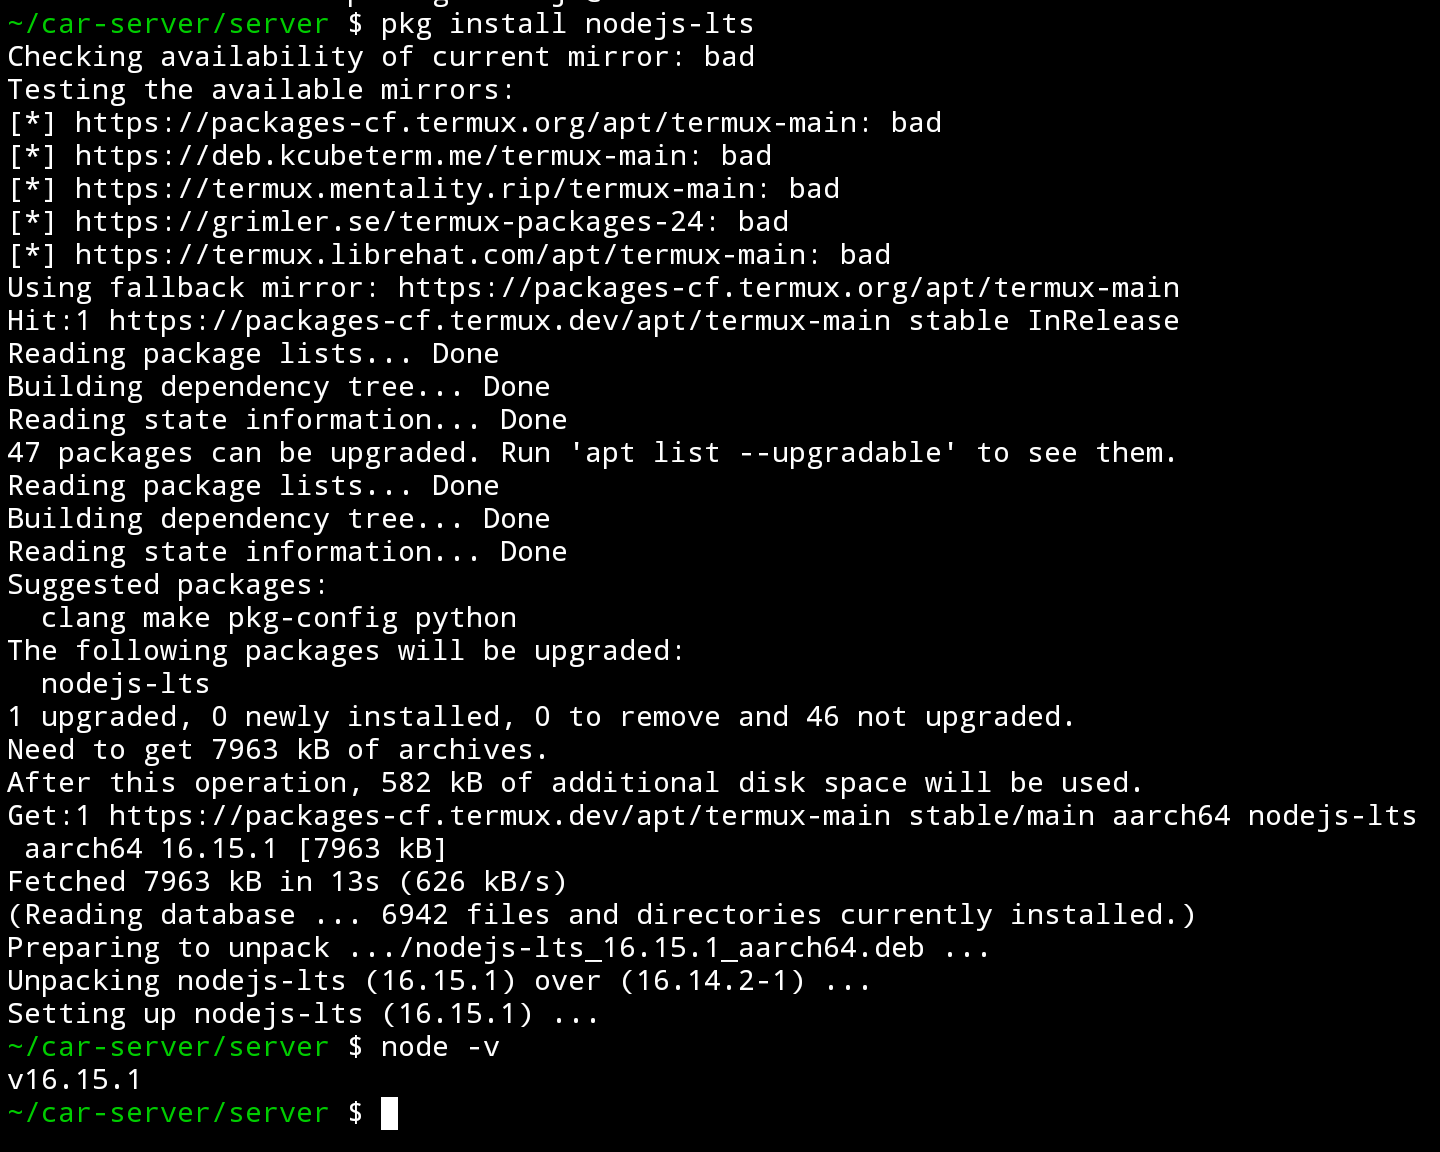 ~/car-server/server $ pkg install nodejs-lts
Checking availability of current mirror: bad
Testing the available mirrors:
[*] https://packages-cf.termux.org/apt/termux-main: bad
[*] https://deb.kcubeterm.me/termux-main: bad
[*] https://termux.mentality.rip/termux-main: bad
[*] https://grimler.se/termux-packages-24: bad
[*] https://termux.librehat.com/apt/termux-main: bad
Using fallback mirror: https://packages-cf.termux.org/apt/termux-main
Hit:1 https://packages-cf.termux.dev/apt/termux-main stable InRelease
Reading package lists... Done
Building dependency tree... Done
Reading state information... Done
47 packages can be upgraded. Run 'apt list --upgradable' to see them.
Reading package lists... Done
Building dependency tree... Done
Reading state information... Done
Suggested packages:
  clang make pkg-config python
The following packages will be upgraded:
  nodejs-lts
1 upgraded, 0 newly installed, 0 to remove and 46 not upgraded.
Need to get 7963 kB of archives.
After this operation, 582 kB of additional disk space will be used.
Get:1 https://packages-cf.termux.dev/apt/termux-main stable/main aarch64 nodejs-lts
 aarch64 16.15.1 [7963 kB]
Fetched 7963 kB in 13s (626 kB/s)
(Reading database ... 6942 files and directories currently installed.)
Preparing to unpack .../nodejs-lts_16.15.1_aarch64.deb ...
Unpacking nodejs-lts (16.15.1) over (16.14.2-1) ...
Setting up nodejs-lts (16.15.1) ...
~/car-server/server $ node -v
v16.15.1
~/car-server/server $